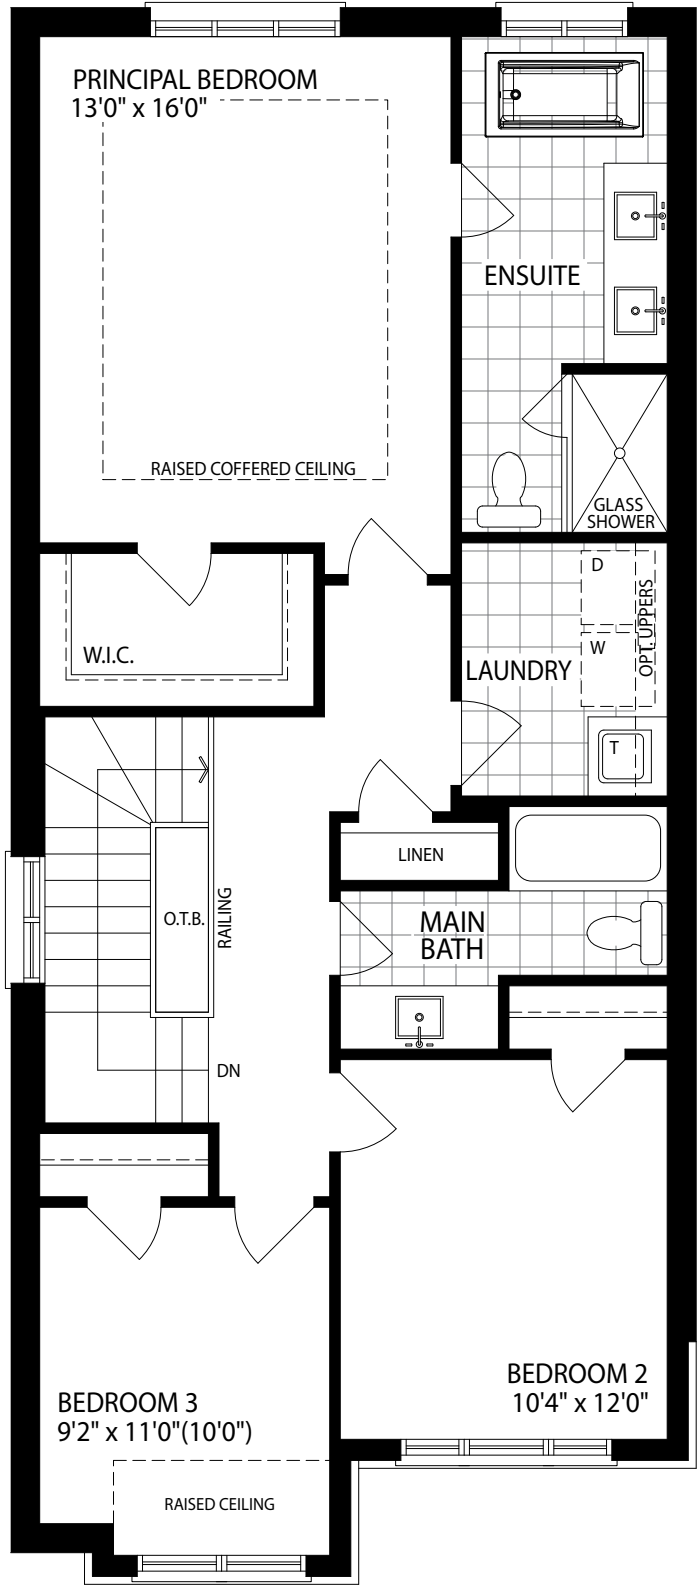 PRINCIPAL BEDROOM
13'0" x 16'0"
ENSUITE
RAISED COFFERED CEILING
GLASS
SHOWER
D
OPT. UPPERS
W
W.I.C.
LAUNDRY
T
LINEN
O.T.B.
RAILING
MAIN
BATH
DN
BEDROOM 2
10'4" x 12'0"
BEDROOM 3
9'2" x 11'0"(10'0")
RAISED CEILING